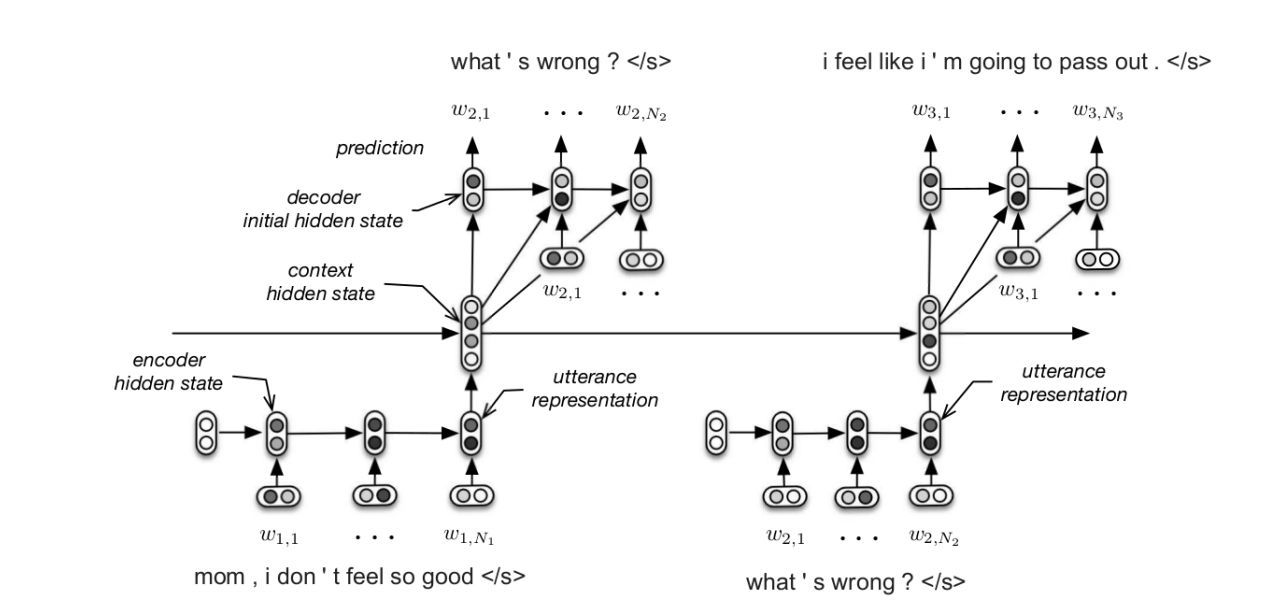 what ' s wrong ? </s>
i feel like i ' m going to pass out . </s>
w2,1 . . . w2,N2
w3,1 . . . w3,N3
prediction
decoder
initial hidden state
context
hidden state
w2,1 . . .
w3,1 . . .
encoder
hidden state
utterance
representation
utterance
representation
w1,1 . . . w1,N1
w2,1 . . . w2,N2
mom , i don ' t feel so good </s>
what ' s wrong ? </s>